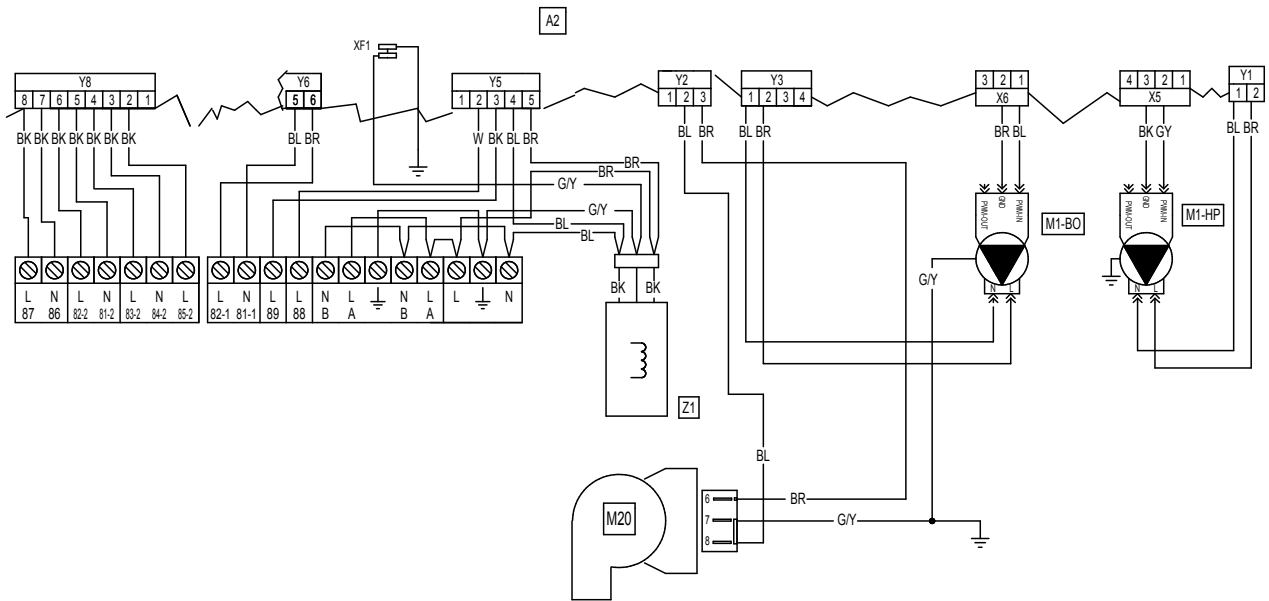 A2
XF1
Y8
Y6
Y5
Y2
Y3
3 2 1
4 3 2 1
Y1
8 7 6 5 4 3 2 1
5 6
1 2 3 4 5
1 2 3
1 2 3 4
X6
X5
1 2
BK BK BK BK BK BK BK
BL BR
W BK BL BR
BL BR
BL BR
BR BL
BK GY
BL BR
BR
BR
G/Y
G/Y
BL
BL
PWM-OUT
GND
PWM-IN
M1-BO
PWM-OUT
GND
PWM-IN
M1-HP
G/Y
N L
N L
L N L N L N L
87 86 82-2 81-2 83-2 84-2 85-2
L N L L N L N L L N
82-1 81-1 89 88 B A B A
BK BK
Z1
BL
M20
6
BR
7
G/Y
8